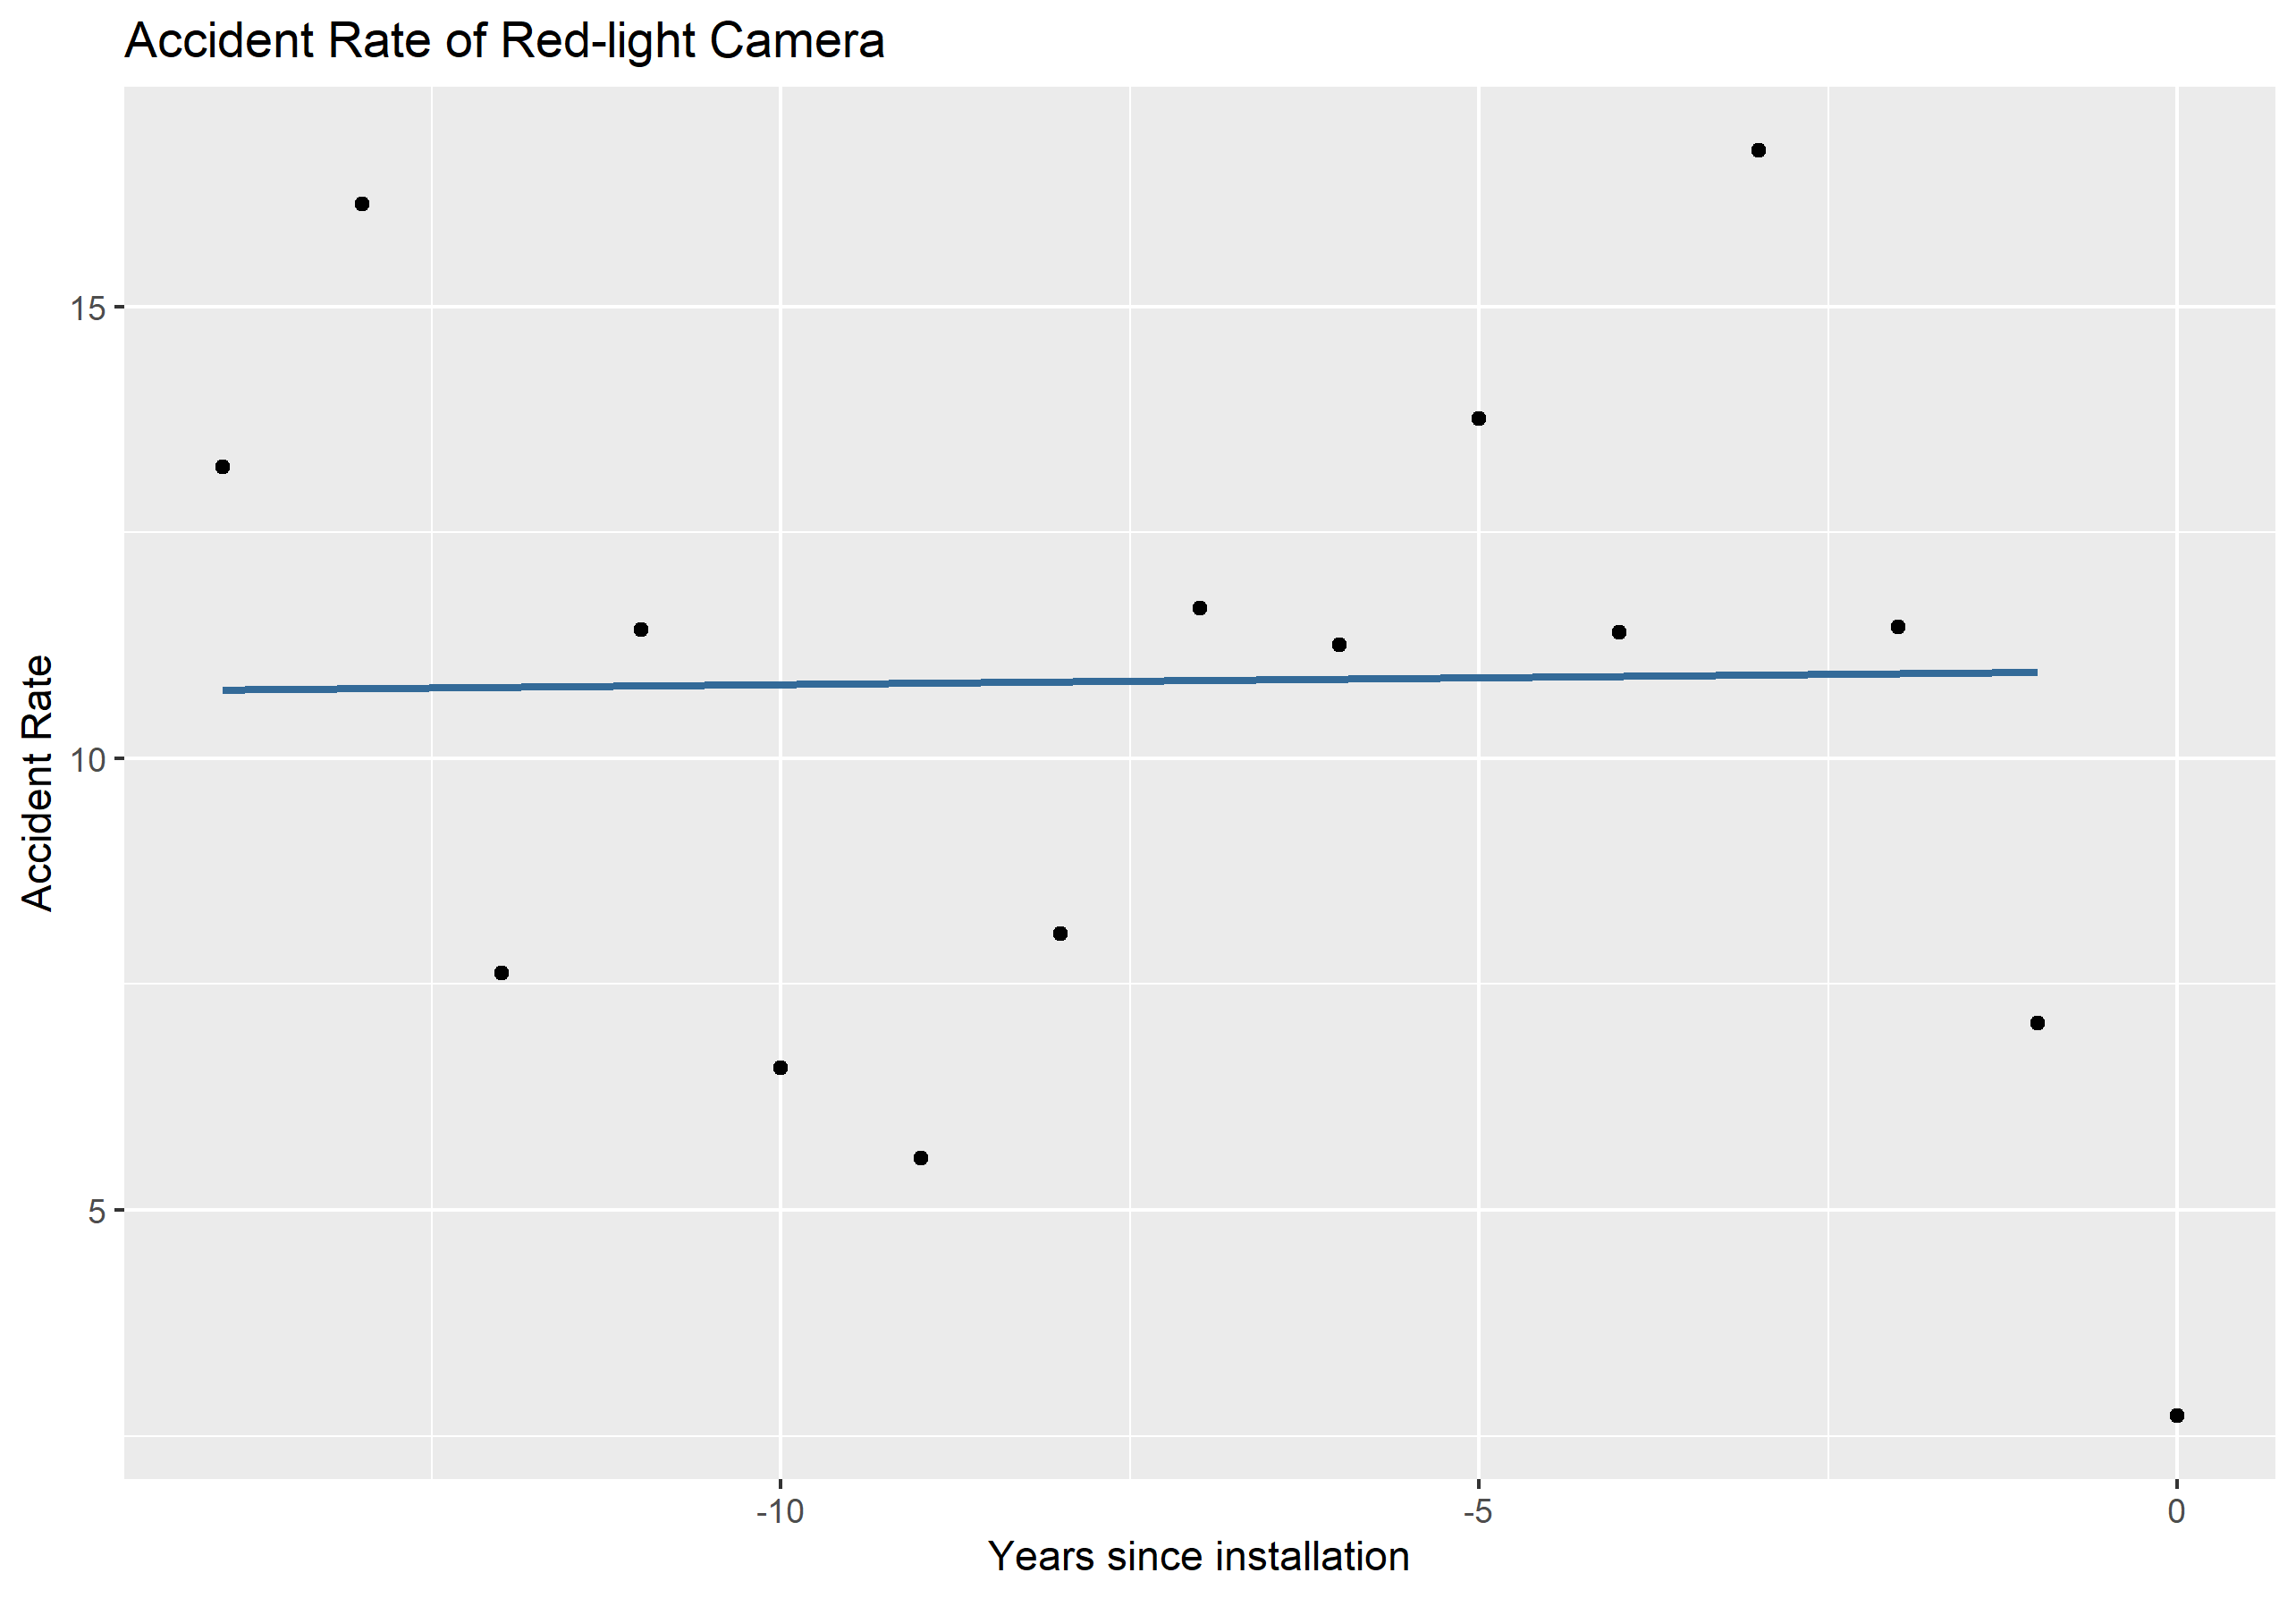 Accident Rate of Red-light Camera
15
10
5
Accident Rate
-10
-5
0
Years since installation